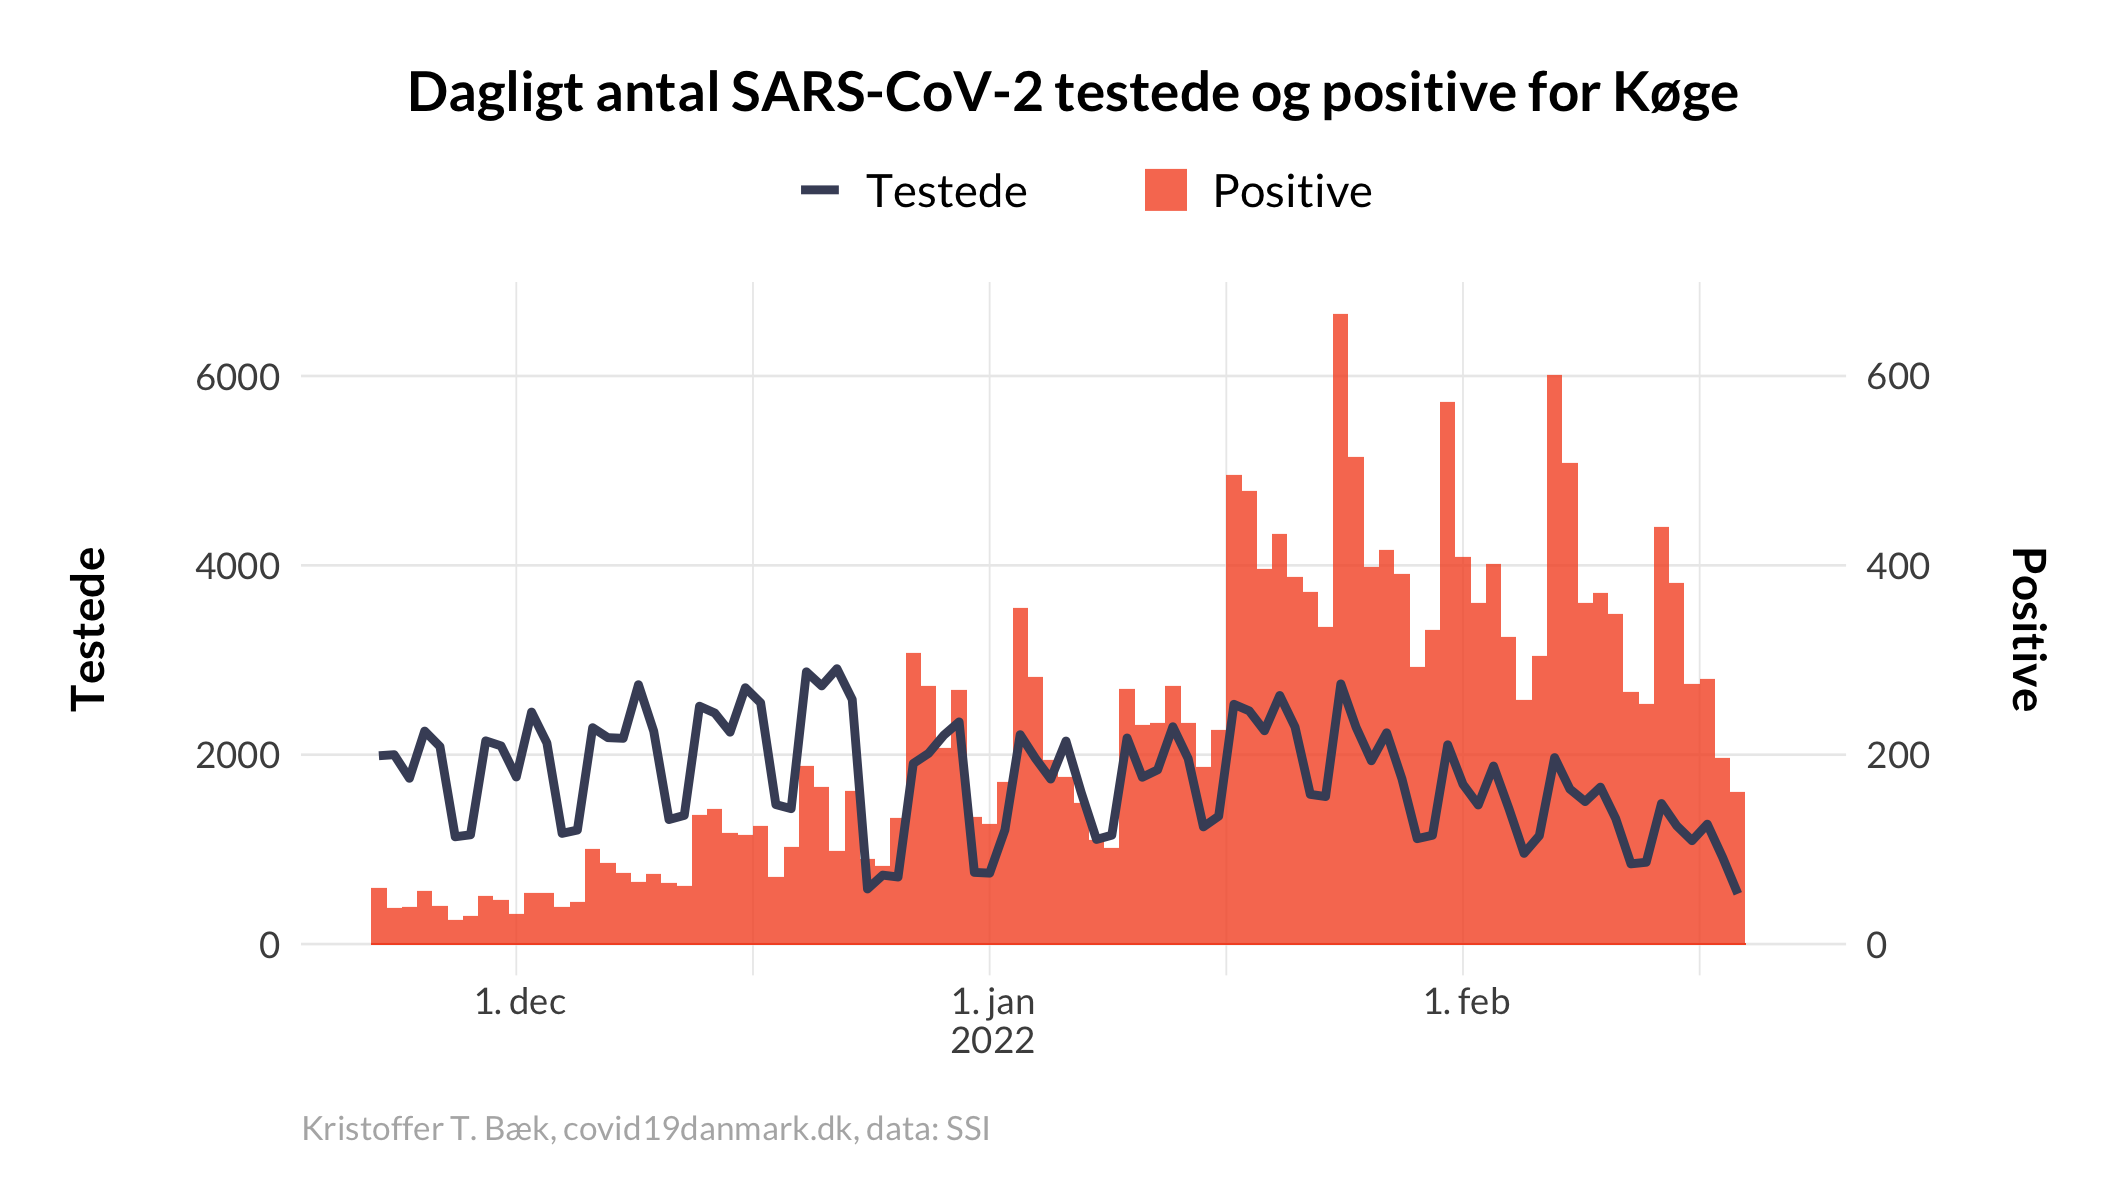 Dagligt antal SARS-CoV-2 testede og positive for Køge
Testede
Positive
6000
4000
2000
0
600
400
200
0
Testede
Positive
1. dec
1. jan
2022
1. feb
Kristoffer T. Bæk, covid19danmark.dk, data: SSI